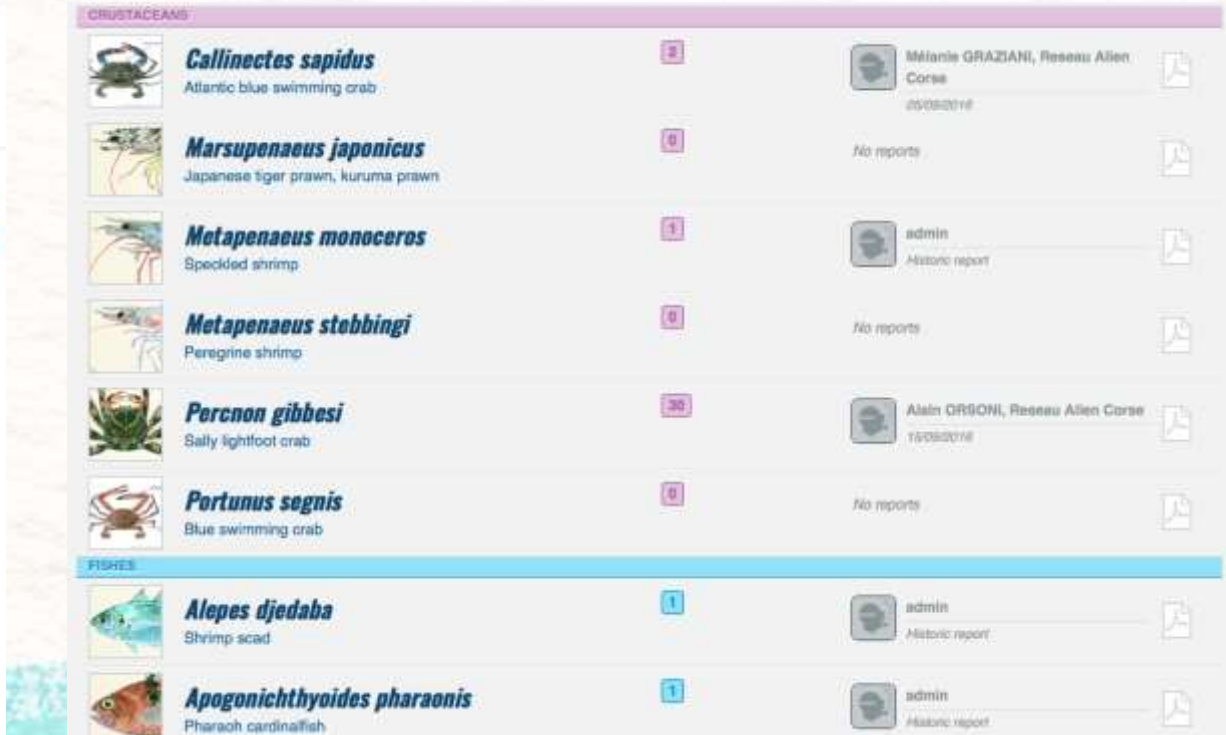 CRUSTACEANS
Callinectes sapidus
Atlantic blue swimming crab
2
Mélanie GRAZIANI, Reseau Alien
Corse
Marsupenaeus japonicus
Japanese tiger prawn, kuruma prawn
0
No reports
Metapenaeus monoceros
Speckled shrimp
1
admin
Historic report
Metapenaeus stebbingi
Peregrine shrimp
0
No reports
Percnon gibbesi
Sally lightfoot crab
30
Alain ORSONI, Reseau Alien Corse
Portunus segnis
Blue swimming crab
0
No reports
FISHES
Alepes djedaba
Shrimp scad
1
admin
Historic report
Apogonichthyoides pharaonis
Pharaoh cardinalfish
1
admin
Historic report